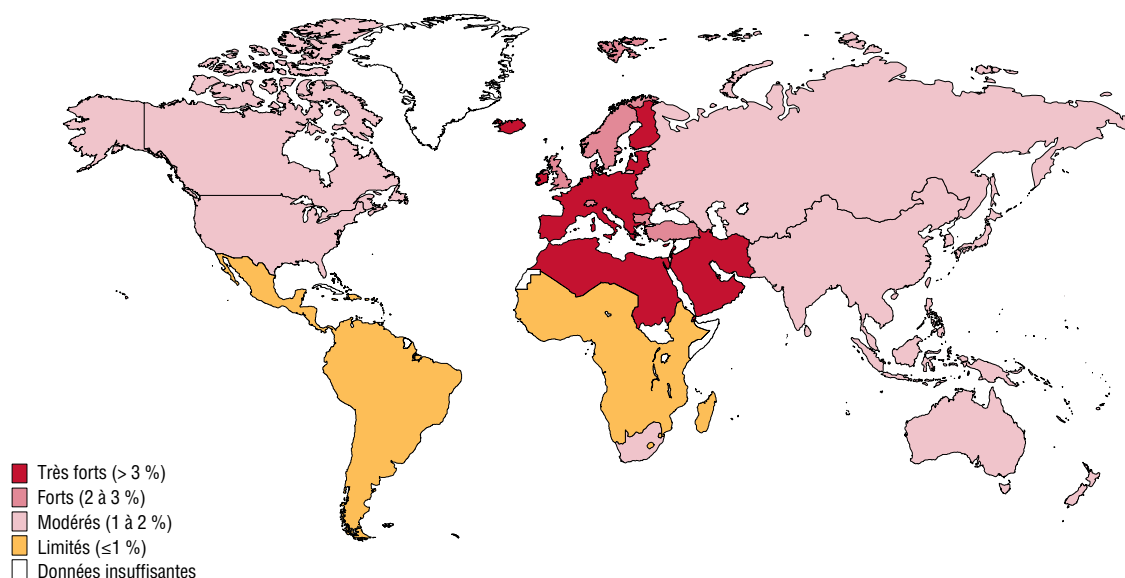 Très forts (> 3 %)
Forts (2 à 3 %)
Modérés (1 à 2 %)
Limités (≤1 %)
Données insuffisantes